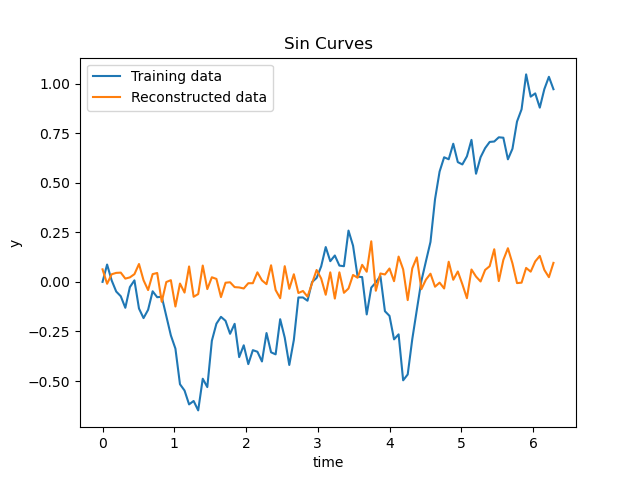 Sin Curves
Training data
Reconstructed data
1.00
0.75
0.50
0.25
0.00
−0.25
−0.50
y
0 1 2 3 4 5 6
time